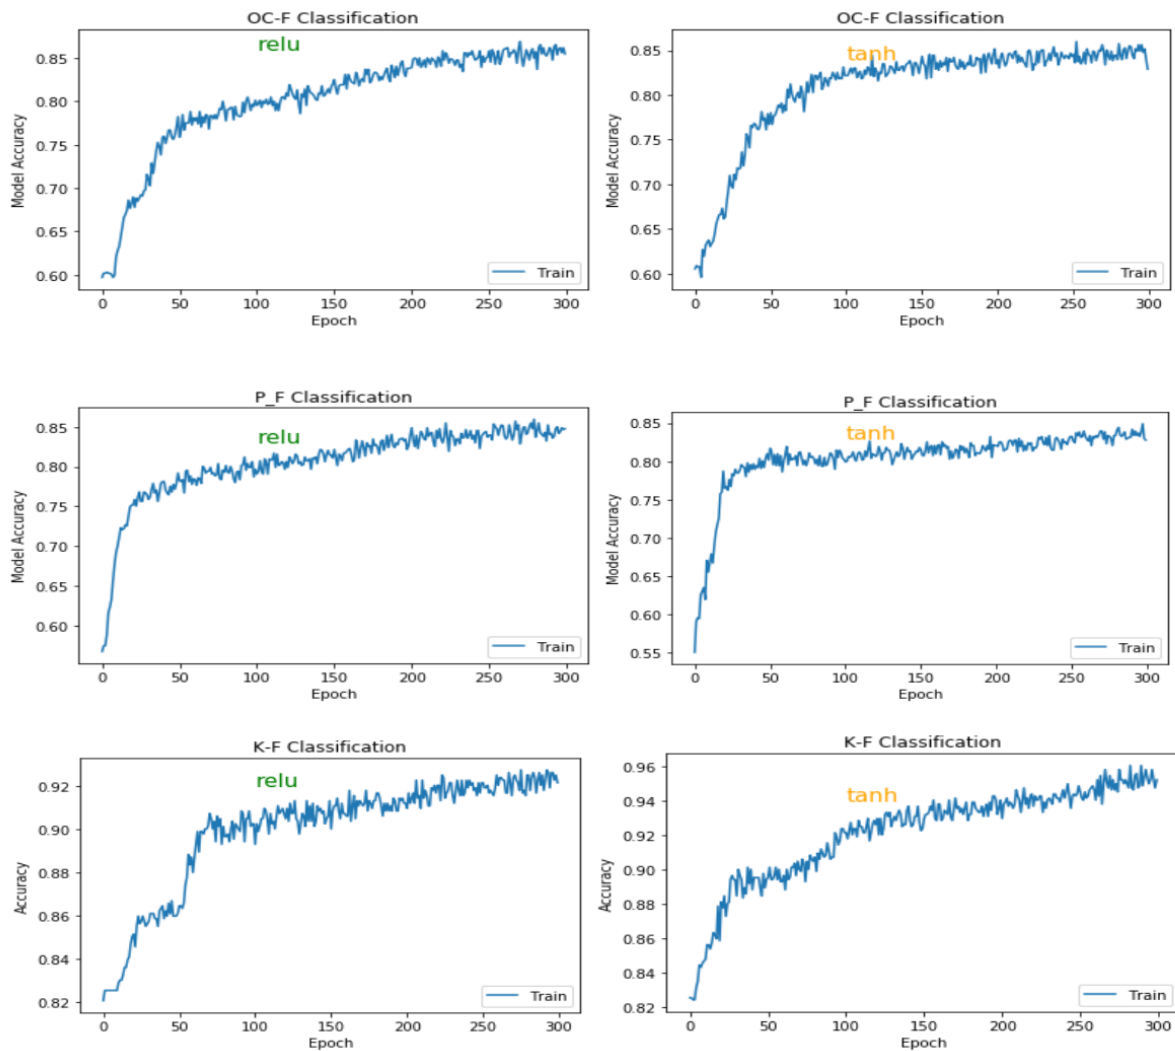 OC-F Classification
relu
0.85
0.80
0.75
0.70
0.65
0.60
Model Accuracy
Train
0 50 100 150 200 250 300
Epoch
OC-F Classification
tanh
0.85
0.80
0.75
0.70
0.65
0.60
Model Accuracy
Train
0 50 100 150 200 250 300
Epoch
P_F Classification
relu
0.85
0.80
0.75
0.70
0.65
0.60
Model Accuracy
Train
0 50 100 150 200 250 300
Epoch
P_F Classification
tanh
0.85
0.80
0.75
0.70
0.65
0.60
0.55
Model Accuracy
Train
0 50 100 150 200 250 300
Epoch
K-F Classification
relu
0.92
0.90
0.88
0.86
0.84
0.82
Accuracy
Train
0 50 100 150 200 250 300
Epoch
K-F Classification
tanh
0.96
0.94
0.92
0.90
0.88
0.86
0.84
0.82
Accuracy
Train
0 50 100 150 200 250 300
Epoch